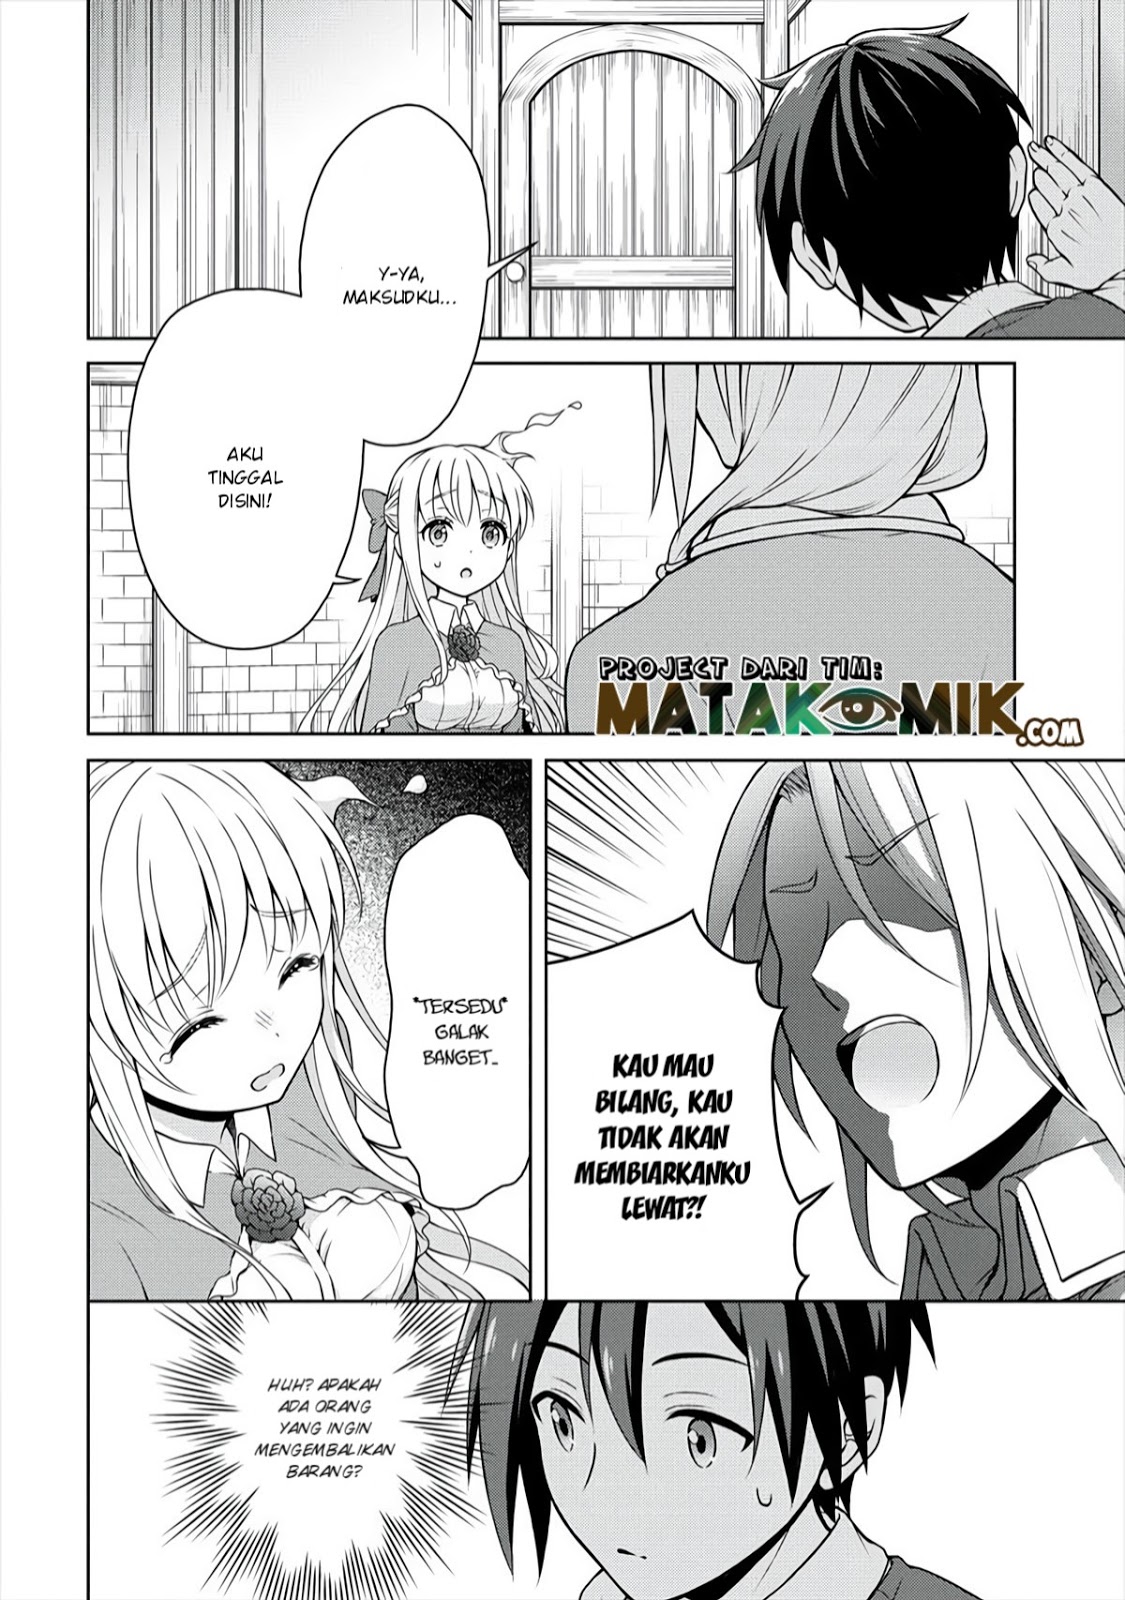 Y-YA,
MAKSUDKU...
AKU
TINGGAL
DISINI!
PROJECT DARI TIM:
MATAKOMIK
.COM
KAU MAU
BILANG, KAU
TIDAK AKAN
MEMBIARKANKU
LEWAT?!
*TERSEDU*
GALAK
BANGET..
HUH? APAKAH
ADA ORANG
YANG INGIN
MENGEMBALIKAN
BARANG?